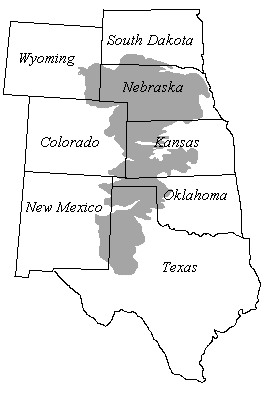 South Dakota
Wyoming
Nebraska
Colorado
Kansas
Oklahoma
New Mexico
Texas